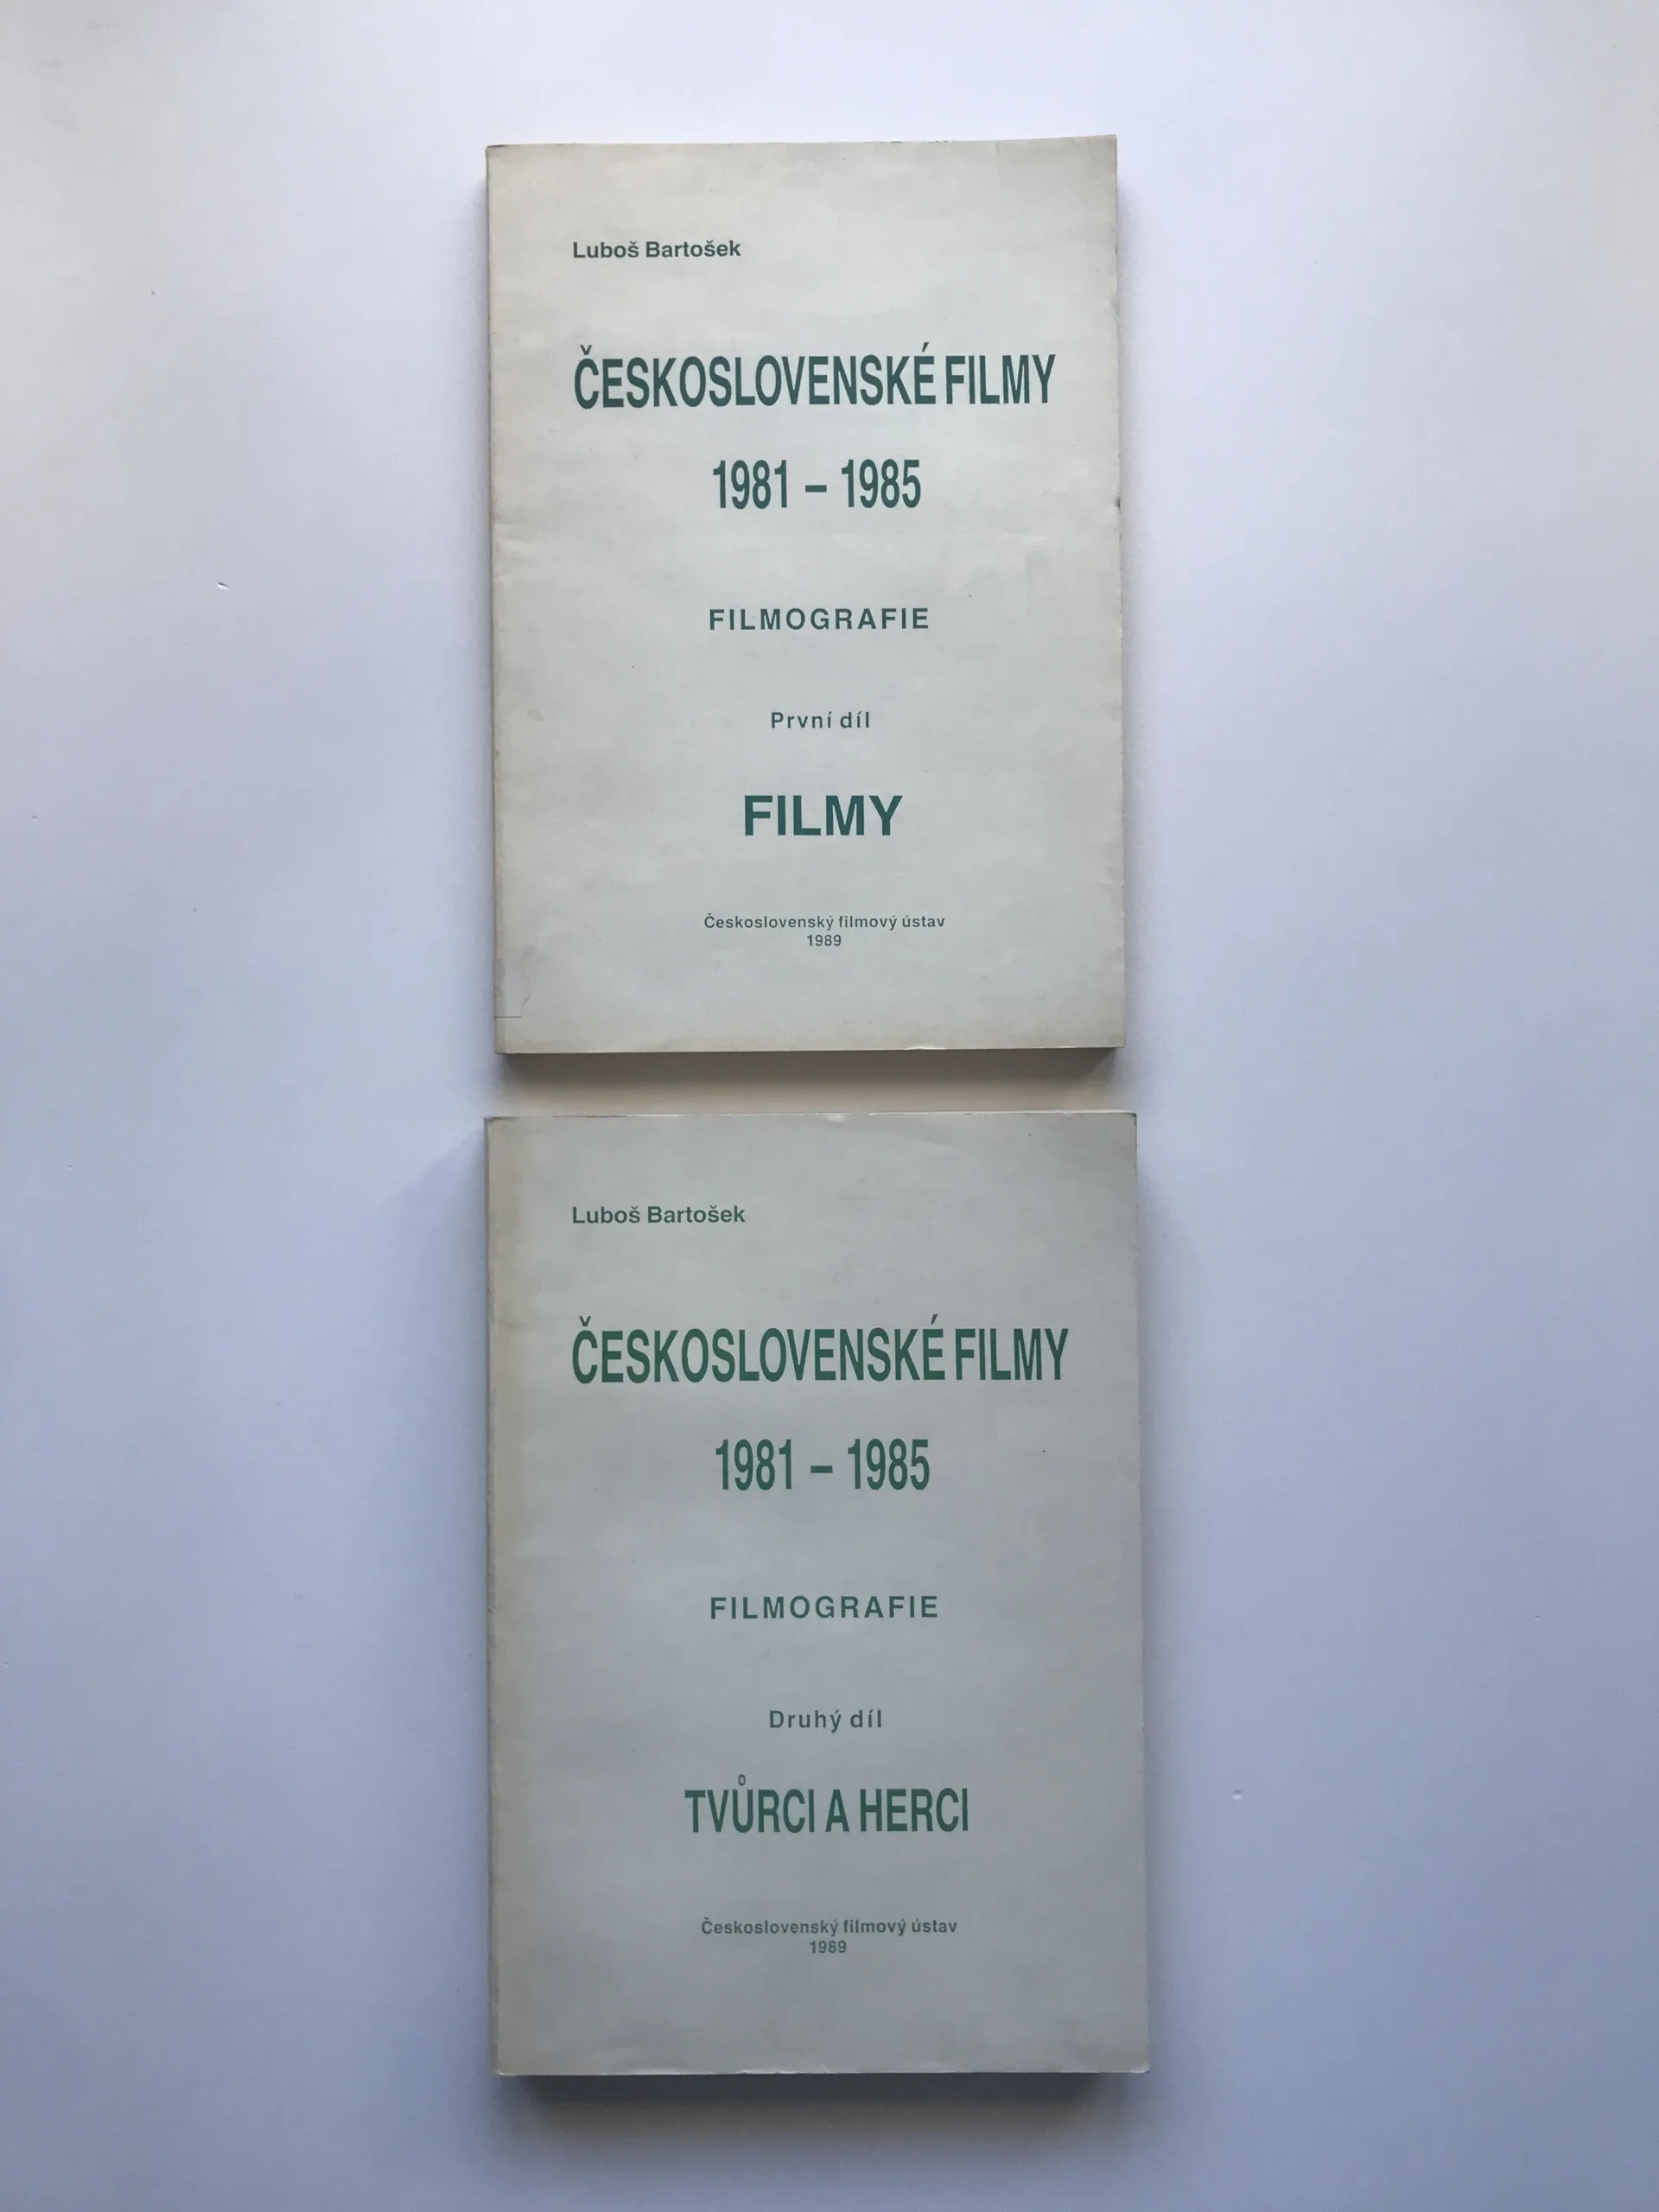 Luboš Bartošek
ČESKOSLOVENSKÉ FILMY
1981 – 1985
FILMOGRAFIE
První díl
FILMY
Československý filmový ústav
1989
Luboš Bartošek
ČESKOSLOVENSKÉ FILMY
1981 – 1985
FILMOGRAFIE
Druhý díl
TVŮRCI A HERCI
Československý filmový ústav
1989